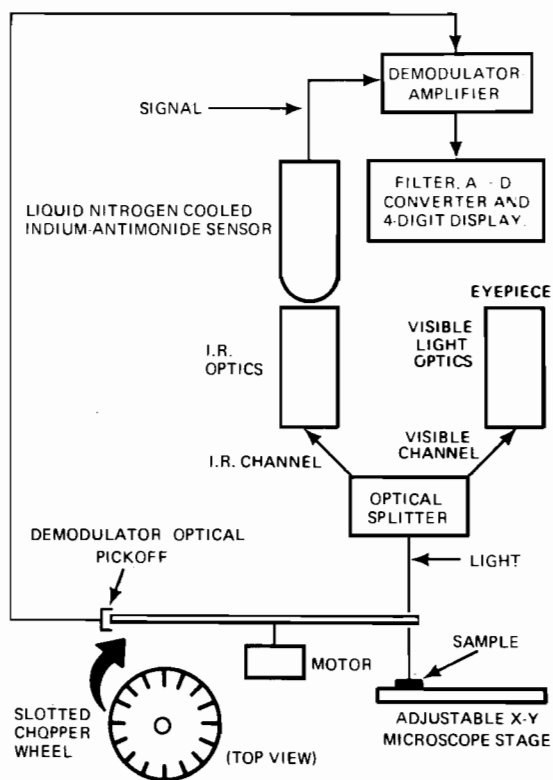 DEMODULATOR-
AMPLIFIER
SIGNAL
FILTER, A - D
CONVERTER AND
4-DIGIT DISPLAY.
LIQUID NITROGEN COOLED
INDIUM-ANTIMONIDE SENSOR
EYEPIECE
I.R.
OPTICS
VISIBLE
LIGHT
OPTICS
I.R. CHANNEL
VISIBLE
CHANNEL
OPTICAL
SPLITTER
DEMODULATOR OPTICAL
PICKOFF
LIGHT
MOTOR
SAMPLE
SLOTTED
CHOPPER
WHEEL
(TOP VIEW)
ADJUSTABLE X-Y
MICROSCOPE STAGE